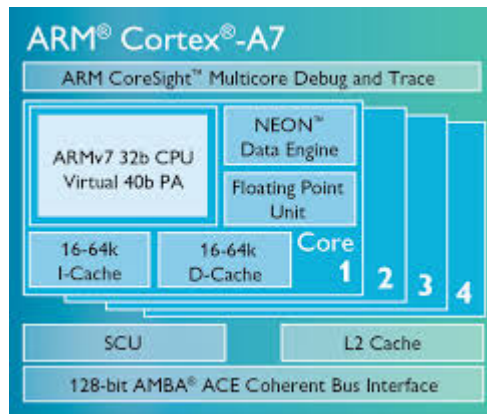 ARM® Cortex®-A7
ARM CoreSight™ Multicore Debug and Trace
ARMv7 32b CPU
Virtual 40b PA
NEON™
Data Engine
Floating Point
Unit
16-64k
I-Cache
16-64k
D-Cache
Core
1
2
3
4
SCU
L2 Cache
128-bit AMBA® ACE Coherent Bus Interface